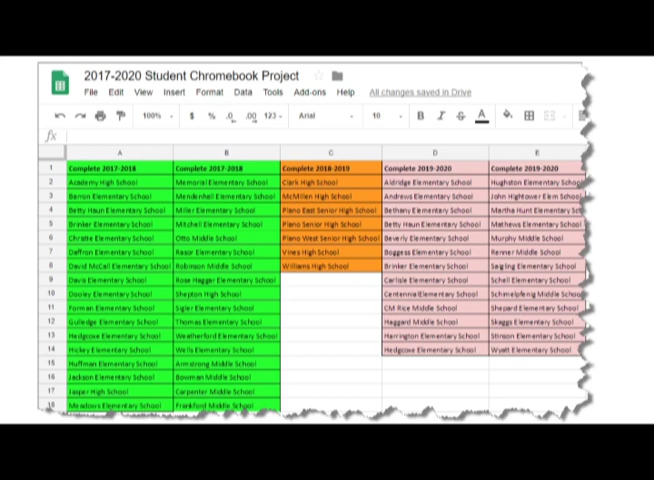 2017-2020 Student Chromebook Project
File Edit View Insert Format Data Tools Add-ons Help All changes saved in Drive
100% $ % .0 .00 123 Arial 10 B I S A
fx
A B C D E
1 Complete 2017-2018 Complete 2017-2018 Complete 2018-2019 Complete 2019-2020 Complete 2019-2020
2 Academy High School Memorial Elementary School Clark High School Aldridge Elementary School Hughston Elementary School
3 Barron Elementary School Mendenhall Elementary School McMillen High School Andrews Elementary School John Hightower Elem School
4 Betty Haun Elementary School Miller Elementary School Plano East Senior High School Bethany Elementary School Martha Hunt Elementary
5 Brinker Elementary School Mitchell Elementary School Plano Senior High School Betty Haun Elementary School Mathews Elementary School
6 Christie Elementary School Otto Middle School Plano West Senior High School Beverly Elementary School Murphy Middle School
7 Daffron Elementary School Rasor Elementary School Vines High School Boggess Elementary School Renner Middle School
8 David McCall Elementary School Robinson Middle School Williams High School Brinker Elementary School Saigling Elementary School
9 Davis Elementary School Rose Haggar Elementary School Carlisle Elementary School Schell Elementary School
10 Dooley Elementary School Shepton High School Centennial Elementary School Schimelpfenig Middle School
11 Forman Elementary School Sigler Elementary School CM Rice Middle School Shepard Elementary School
12 Gulledge Elementary School Thomas Elementary School Haggard Middle School Skaggs Elementary School
13 Hedgcoxe Elementary School Weatherford Elementary School Harrington Elementary School Stinson Elementary School
14 Hickey Elementary School Wells Elementary School Hedgcoxe Elementary School Wyatt Elementary School
15 Huffman Elementary School Armstrong Middle School
16 Jackson Elementary School Bowman Middle School
17 Jasper High School Carpenter Middle School
18 Meadows Elementary School Frankford Middle School